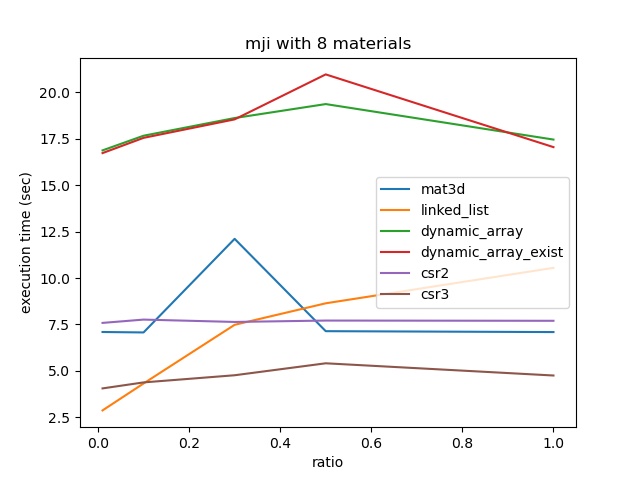 mji with 8 materials
execution time (sec)
20.0
17.5
15.0
12.5
10.0
7.5
5.0
2.5
mat3d
linked_list
dynamic_array
dynamic_array_exist
csr2
csr3
0.0 0.2 0.4 0.6 0.8 1.0
ratio